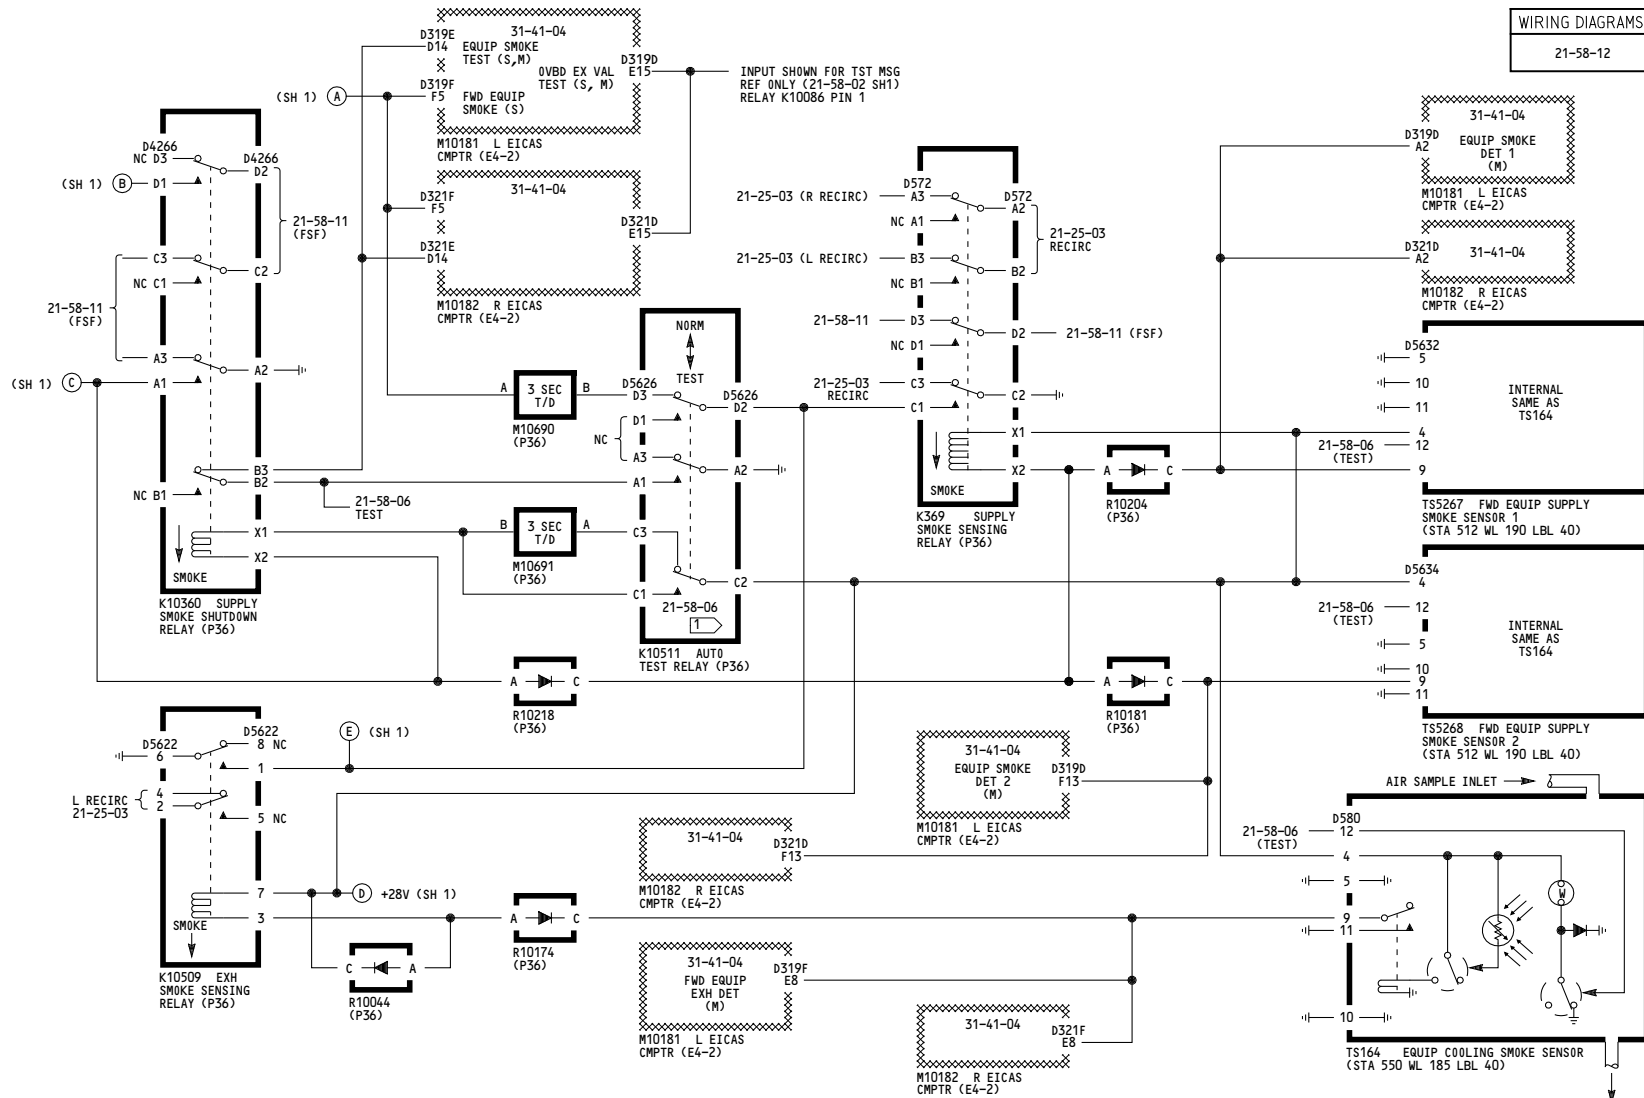 WIRING DIAGRAMS
21-58-12
(SH 1) A
D319E
D14
31-41-04
EQUIP SMOKE
TEST (S,M)
OVBD EX VAL
TEST (S, M)
D319D
E15
D319F
F5
FWD EQUIP
SMOKE (S)
M10181 L EICAS
CMPTR (E4-2)
INPUT SHOWN FOR TST MSG
REF ONLY (21-58-02 SH1)
RELAY K10086 PIN 1
31-41-04
D321F
F5
D321D
E15
D321E
D14
M10182 R EICAS
CMPTR (E4-2)
D4266
NC D3
D4266
D2
(SH 1) B D1
21-58-11
(FSF)
C3
C2
NC C1
21-58-11
(FSF)
A3
A2
(SH 1) C A1
B3
B2
NC B1
21-58-06
TEST
X1
X2
SMOKE
K10360 SUPPLY
SMOKE SHUTDOWN
RELAY (P36)
A 3 SEC B
T/D
M10690
(P36)
B 3 SEC A
T/D
M10691
(P36)
NORM
TEST
D5626
D3
D5626
D2
D1
NC
A3
A2
A1
C3
C2
C1
21-58-06
1
K10511 AUTO
TEST RELAY (P36)
D572
D572
21-25-03 (R RECIRC) A3
A2
NC A1
21-25-03
RECIRC
21-25-03 (L RECIRC) B3
B2
NC B1
21-58-11 D3
D2 21-58-11 (FSF)
NC D1
21-25-03
RECIRC
C3
C2
C1
X1
X2
SMOKE
K369 SUPPLY
SMOKE SENSING
RELAY (P36)
A C
R10204
(P36)
D319D
A2
31-41-04
EQUIP SMOKE
DET 1
(M)
M10181 L EICAS
CMPTR (E4-2)
D321D
A2
31-41-04
M10182 R EICAS
CMPTR (E4-2)
D5632
5
10
11
4
21-58-06
(TEST)
12
9
INTERNAL
SAME AS
TS164
TS5267 FWD EQUIP SUPPLY
SMOKE SENSOR 1
(STA 512 WL 190 LBL 40)
D5634
4
21-58-06
(TEST)
12
5
10
9
11
INTERNAL
SAME AS
TS164
TS5268 FWD EQUIP SUPPLY
SMOKE SENSOR 2
(STA 512 WL 190 LBL 40)
A C
R10218
(P36)
A C
R10181
(P36)
D5622
6
D5622
8 NC
E (SH 1)
1
L RECIRC
21-25-03
4
2
5 NC
7
D +28V (SH 1)
3
SMOKE
K10509 EXH
SMOKE SENSING
RELAY (P36)
C A
R10044
(P36)
A C
R10174
(P36)
31-41-04
EQUIP SMOKE
DET 2
(M)
D319D
F13
M10181 L EICAS
CMPTR (E4-2)
31-41-04
D321D
F13
M10182 R EICAS
CMPTR (E4-2)
31-41-04
FWD EQUIP
EXH DET
(M)
D319F
E8
M10181 L EICAS
CMPTR (E4-2)
31-41-04
D321F
E8
M10182 R EICAS
CMPTR (E4-2)
AIR SAMPLE INLET
D580
21-58-06
(TEST)
12
4
5
9
11
10
W
TS164 EQUIP COOLING SMOKE SENSOR
(STA 550 WL 185 LBL 40)